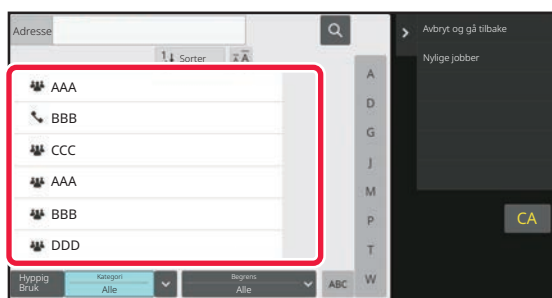 Adresse
Sorter
AAA
BBB
CCC
AAA
BBB
DDD
A
D
G
J
M
P
T
W
Hyppig
Bruk
Kategori
Alle
Begrens
Alle
ABC
Avbryt og gå tilbake
Nylige jobber
CA